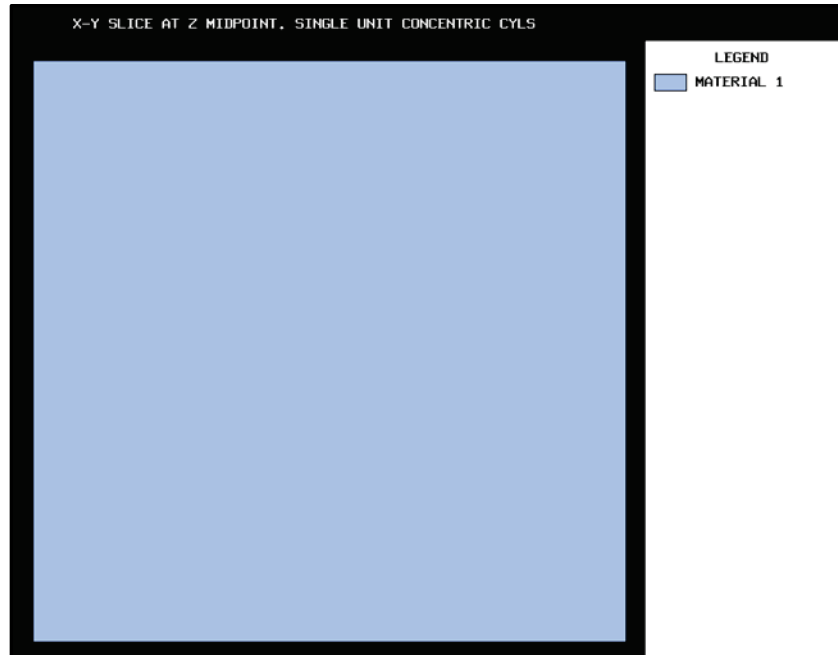 X-Y SLICE AT Z MIDPOINT. SINGLE UNIT CONCENTRIC CYLS
LEGEND
MATERIAL 1